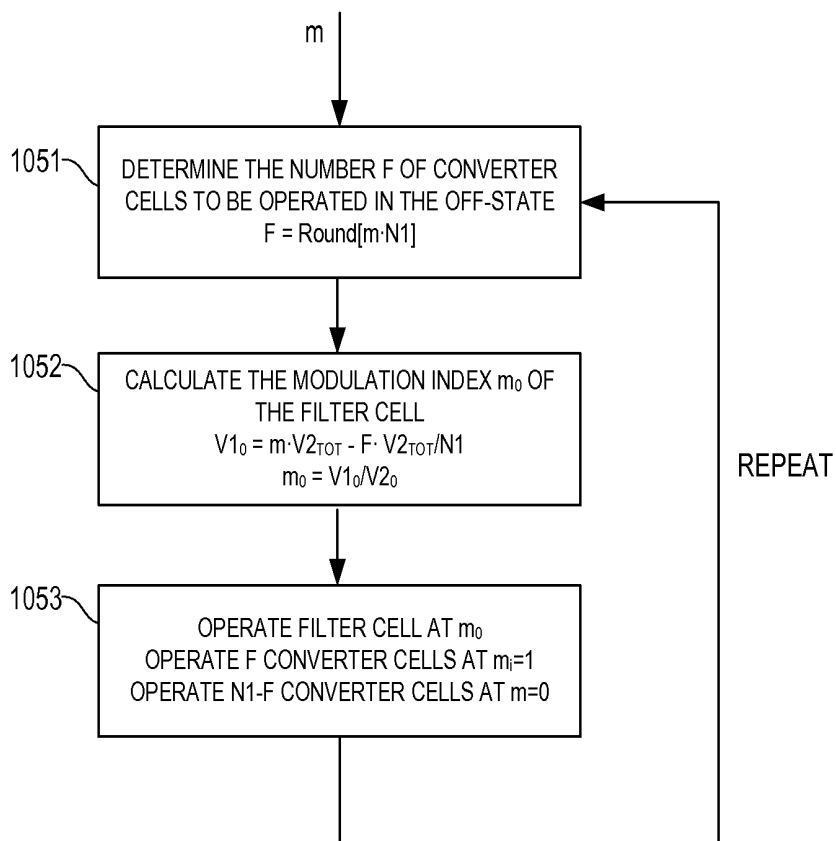 m
1051
DETERMINE THE NUMBER F OF CONVERTER
CELLS TO BE OPERATED IN THE OFF-STATE
F = Round[m·N1]
1052
CALCULATE THE MODULATION INDEX m₀ OF
THE FILTER CELL
V1₀ = m·V2TOT - F· V2TOT/N1
m₀ = V1₀/V2₀
REPEAT
1053
OPERATE FILTER CELL AT m₀
OPERATE F CONVERTER CELLS AT mᵢ=1
OPERATE N1-F CONVERTER CELLS AT m=0